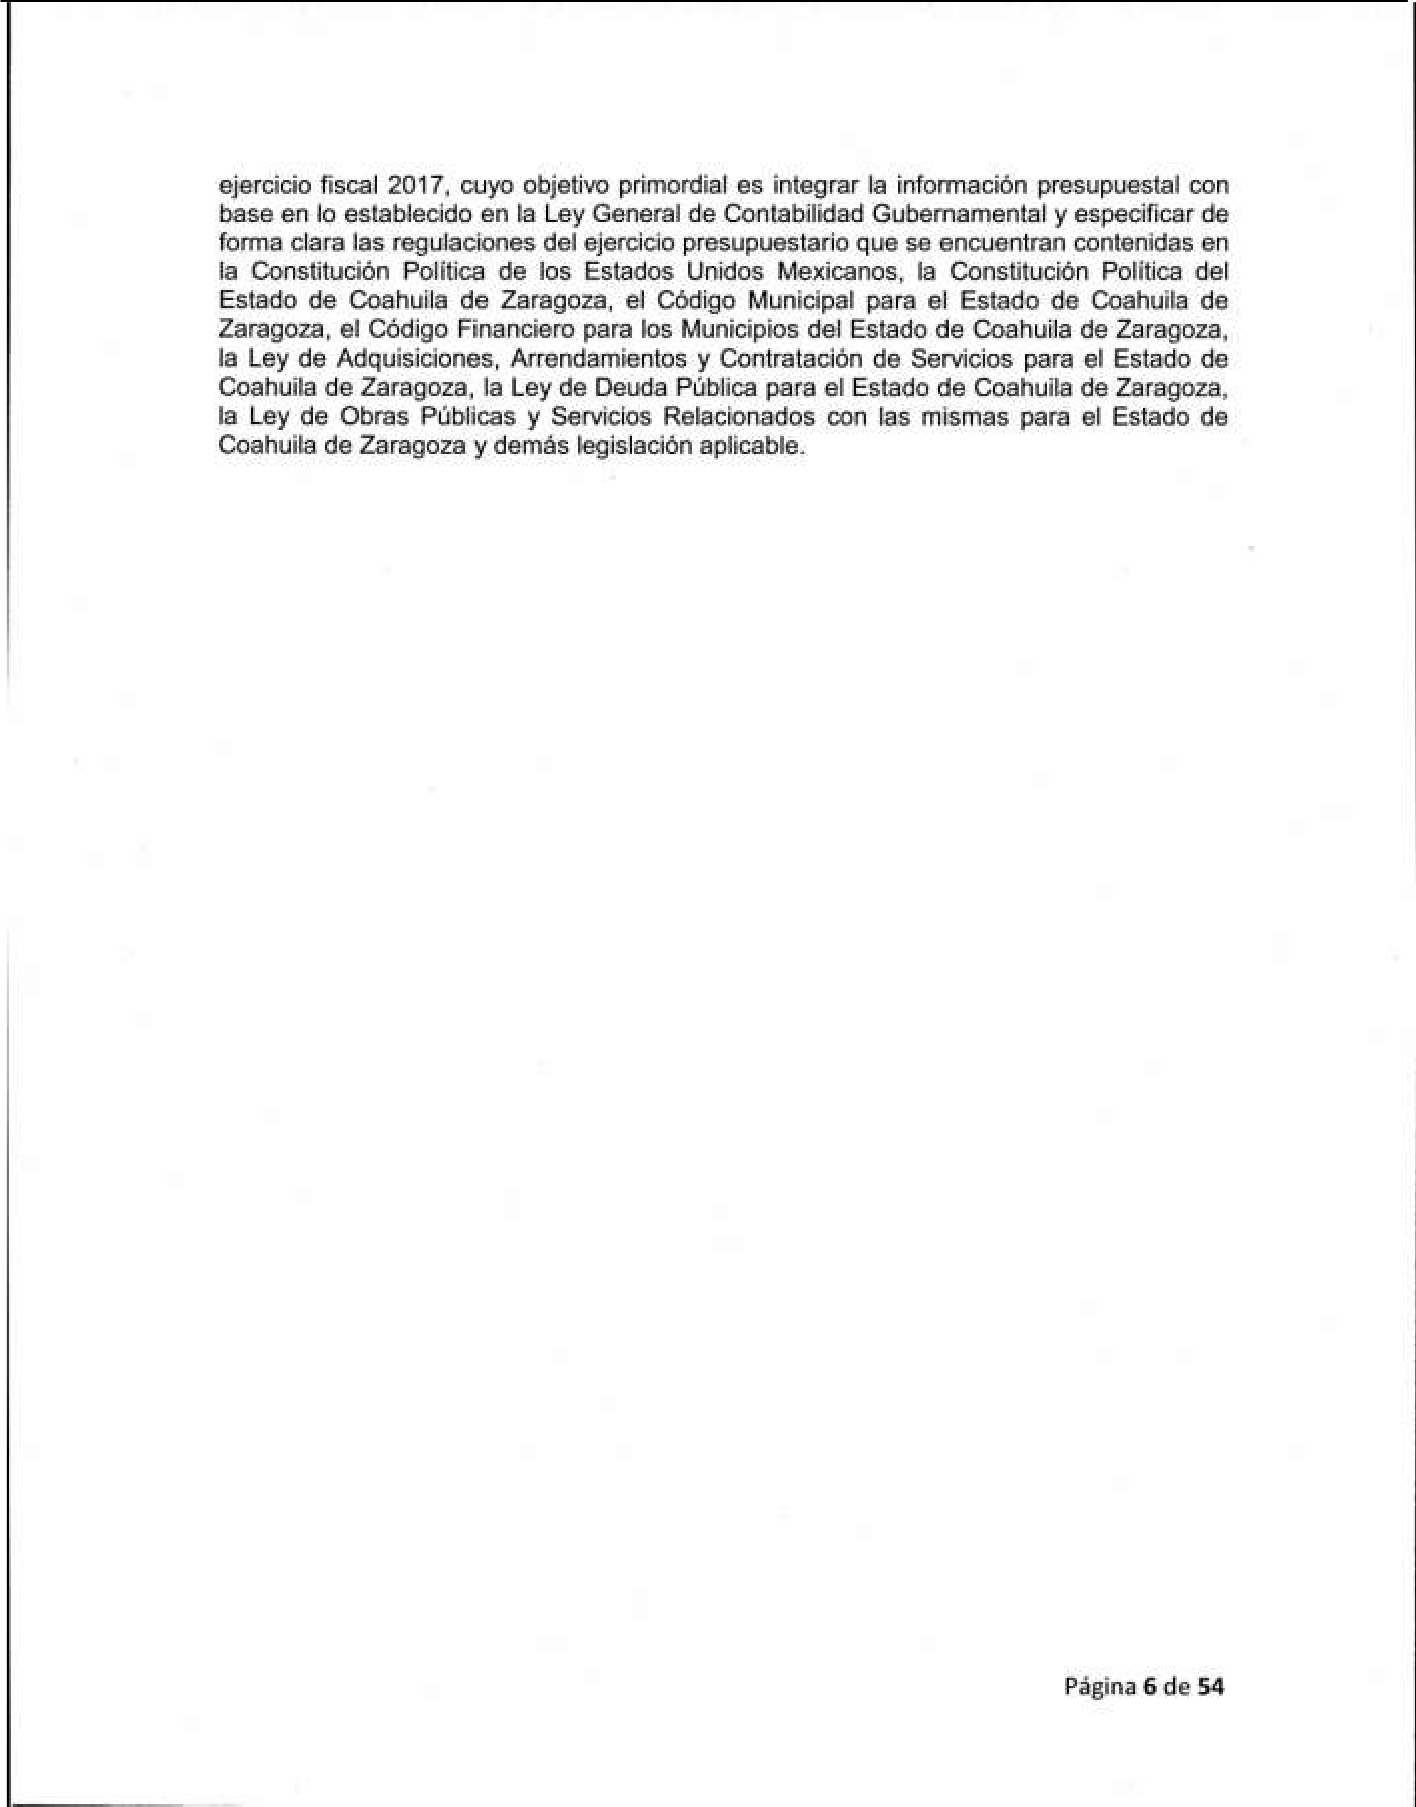 ejercicio fiscal 2017, cuyo objetivo primordial es integrar la información presupuestal con
base en lo establecido en la Ley General de Contabilidad Gubernamental y especificar de
forma clara las regulaciones del ejercicio presupuestario que se encuentran contenidas en
la Constitución Política de los Estados Unidos Mexicanos, la Constitución Política del
Estado de Coahuila de Zaragoza, el Código Municipal para el Estado de Coahuila de
Zaragoza, el Código Financiero para los Municipios del Estado de Coahuila de Zaragoza,
la Ley de Adquisiciones, Arrendamientos y Contratación de Servicios para el Estado de
Coahuila de Zaragoza, la Ley de Deuda Pública para el Estado de Coahuila de Zaragoza,
la Ley de Obras Públicas y Servicios Relacionados con las mismas para el Estado de
Coahuila de Zaragoza y demás legislación aplicable.
Página 6 de 54